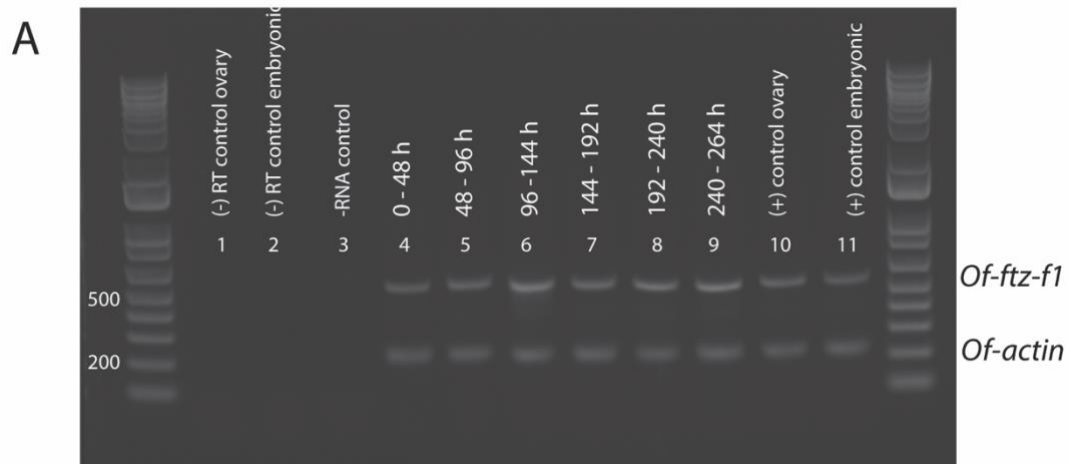 A
(-) RT control ovary
(-) RT control embryonic
-RNA control
0 - 48 h
48 - 96 h
96 -144 h
144 - 192 h
192 - 240 h
240 - 264 h
(+) control ovary
(+) control embryonic
1 2 3 4 5 6 7 8 9 10 11
500
200
Of-ftz-f1
Of-actin